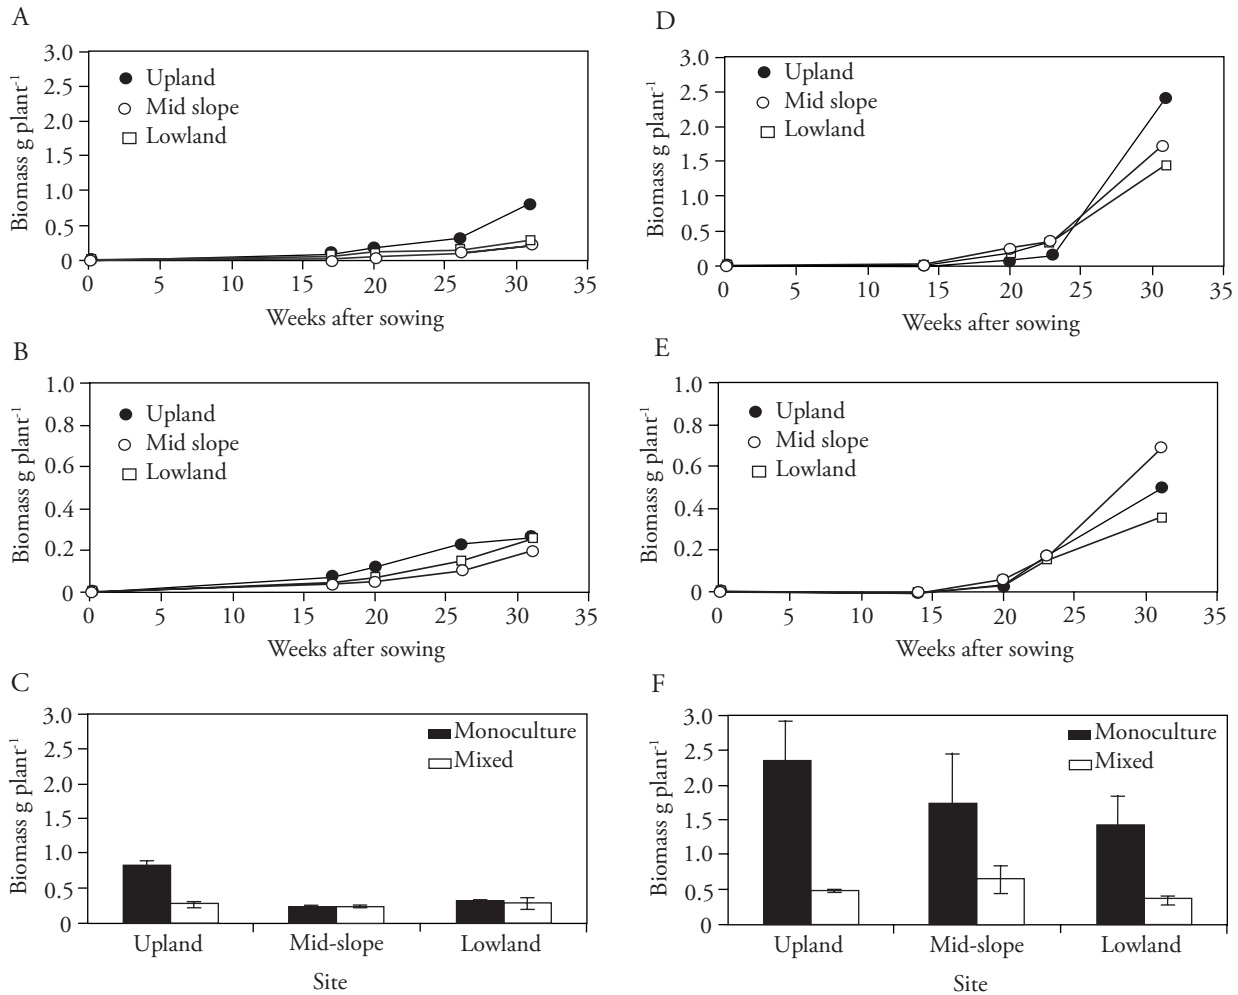 A
3.0
2.5
2.0
1.5
1.0
0.5
0
Biomass g plant-1
Upland
Mid slope
Lowland
0 5 10 15 20 25 30 35
Weeks after sowing
B
1.0
0.8
0.6
0.4
0.2
0
Biomass g plant-1
Upland
Mid slope
Lowland
0 5 10 15 20 25 30 35
Weeks after sowing
C
3.0
2.5
2.0
1.5
1.0
0.5
0
Biomass g plant-1
Monoculture
Mixed
Upland Mid-slope Lowland
Site
D
3.0
2.5
2.0
1.5
1.0
0.5
0
Biomass g plant-1
Upland
Mid slope
Lowland
0 5 10 15 20 25 30 35
Weeks after sowing
E
1.0
0.8
0.6
0.4
0.2
0
Biomass g plant-1
Upland
Mid slope
Lowland
0 5 10 15 20 25 30 35
Weeks after sowing
F
3.0
2.5
2.0
1.5
1.0
0.5
0
Biomass g plant-1
Monoculture
Mixed
Upland Mid-slope Lowland
Site